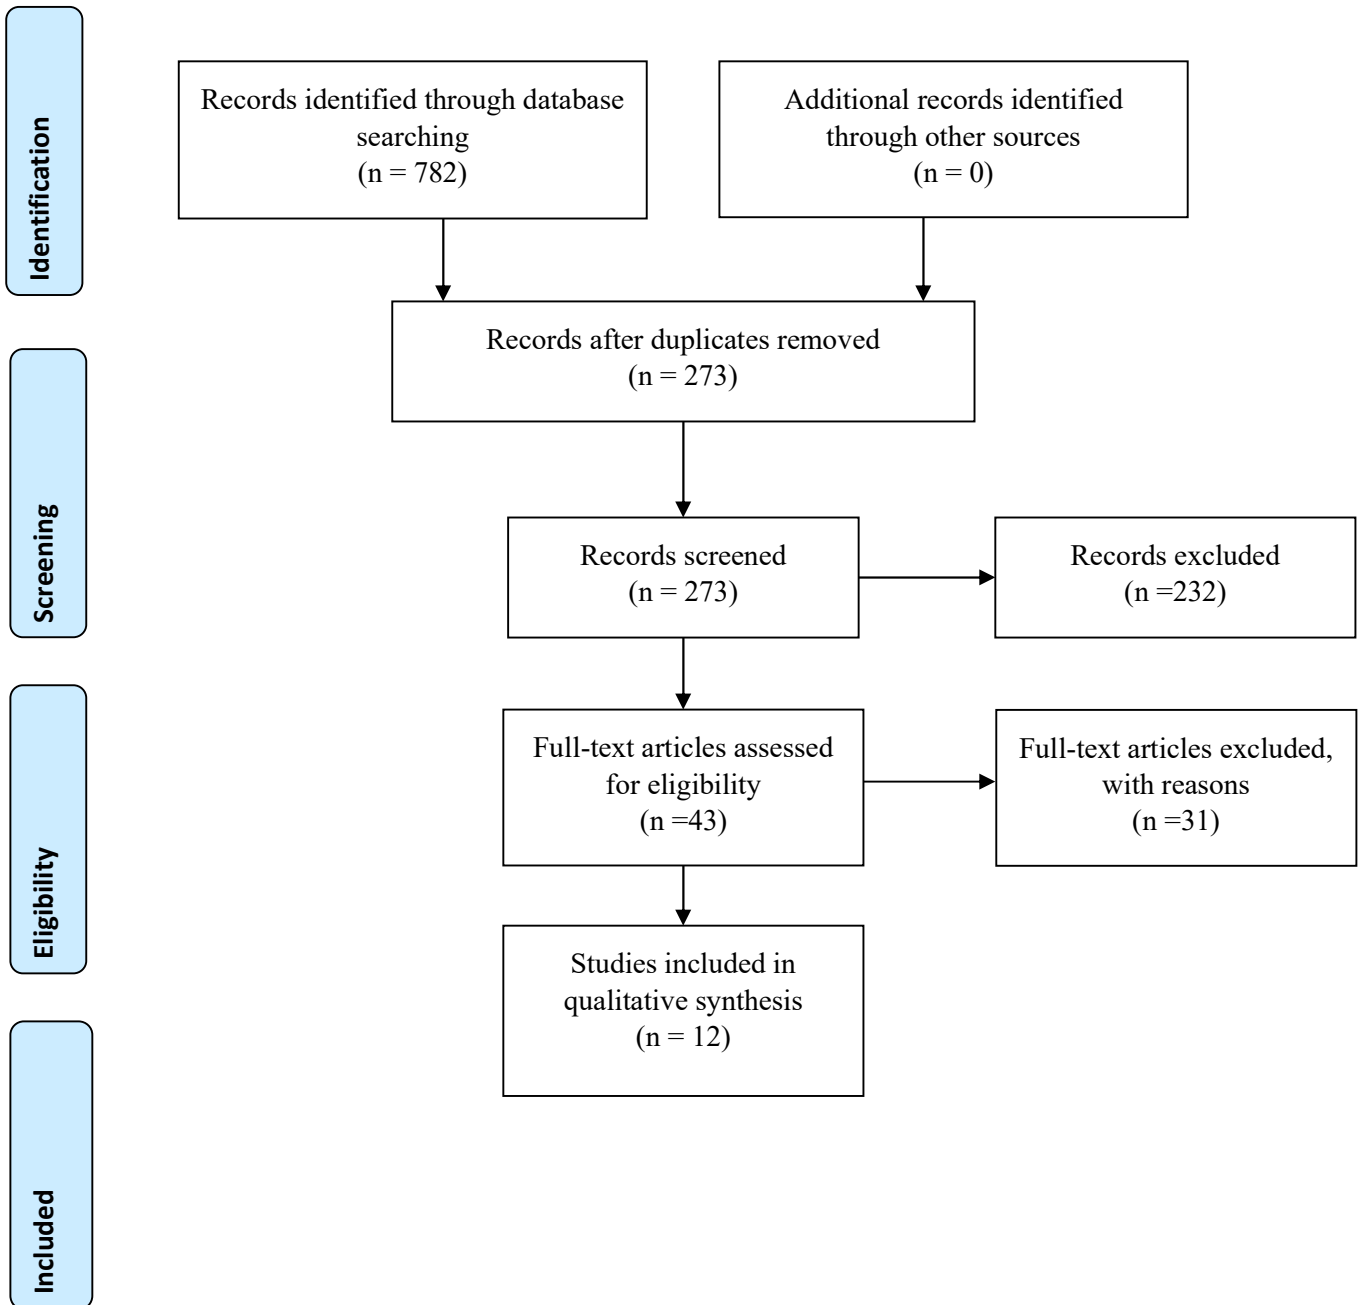 Identification
Records identified through database
searching
(n = 782)
Additional records identified
through other sources
(n = 0)
Records after duplicates removed
(n = 273)
Screening
Records screened
(n = 273)
Records excluded
(n =232)
Eligibility
Full-text articles assessed
for eligibility
(n =43)
Full-text articles excluded,
with reasons
(n =31)
Studies included in
qualitative synthesis
(n = 12)
Included